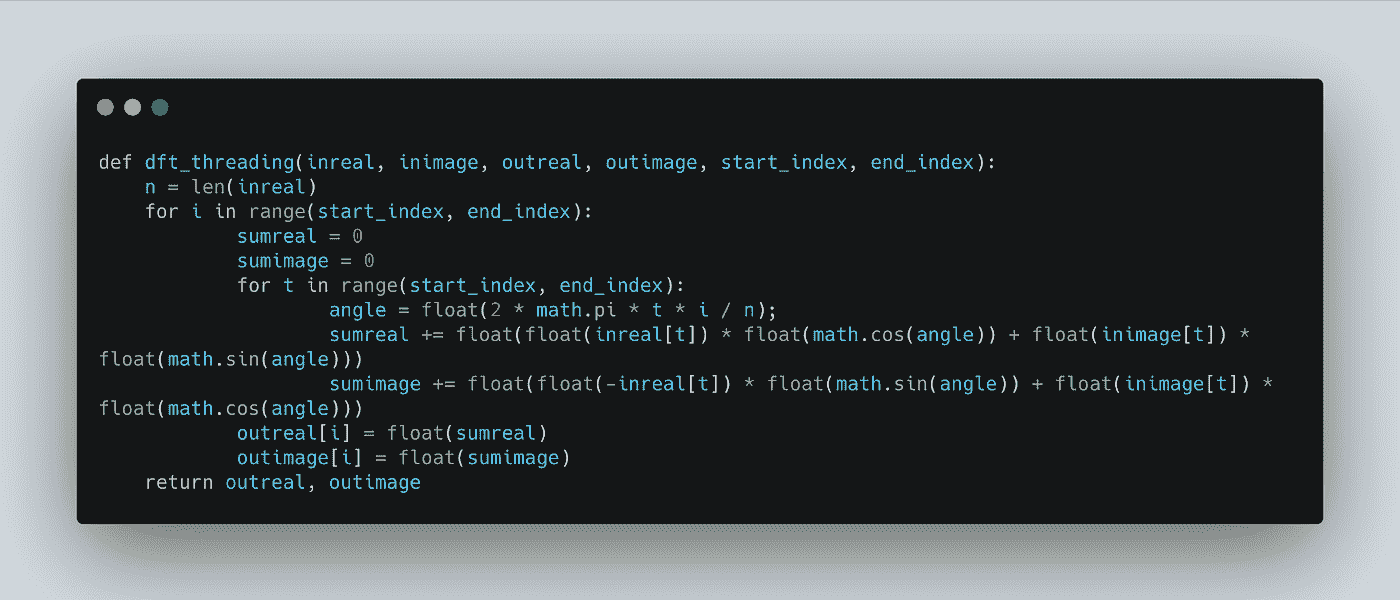 def dft_threading(inreal, inimage, outreal, outimage, start_index, end_index):
    n = len(inreal)
    for i in range(start_index, end_index):
            sumreal = 0
            sumimage = 0
            for t in range(start_index, end_index):
                    angle = float(2 * math.pi * t * i / n);
                    sumreal += float(float(inreal[t]) * float(math.cos(angle)) + float(inimage[t]) *
float(math.sin(angle)))
                    sumimage += float(float(-inreal[t]) * float(math.sin(angle)) + float(inimage[t]) *
float(math.cos(angle)))
            outreal[i] = float(sumreal)
            outimage[i] = float(sumimage)
    return outreal, outimage